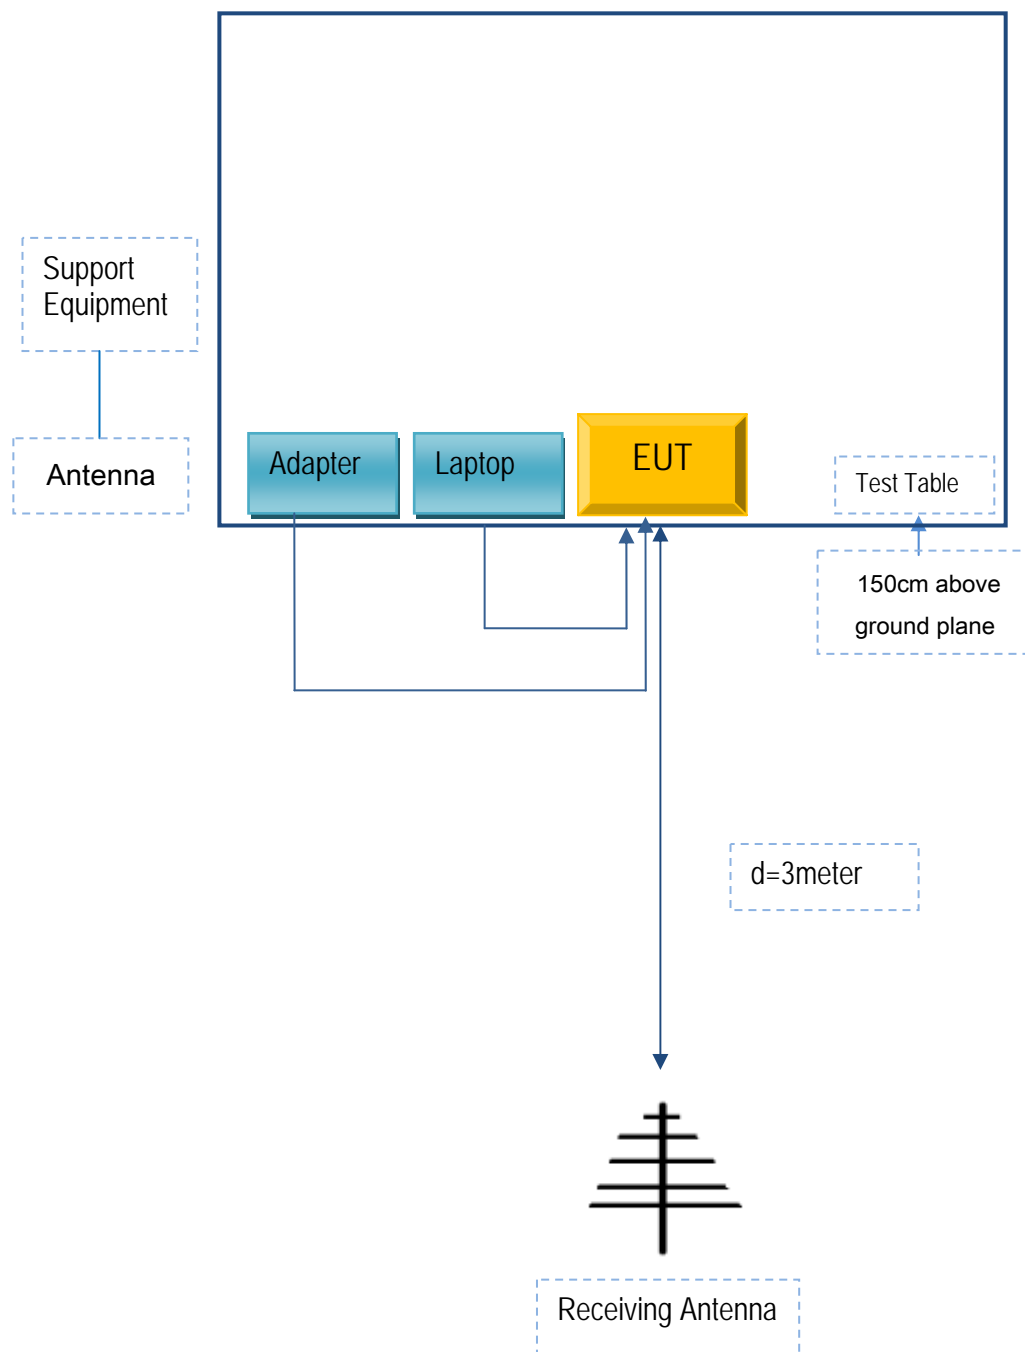 Support
Equipment
Antenna
Adapter
Laptop
EUT
Test Table
150cm above
ground plane
d=3meter
Receiving Antenna